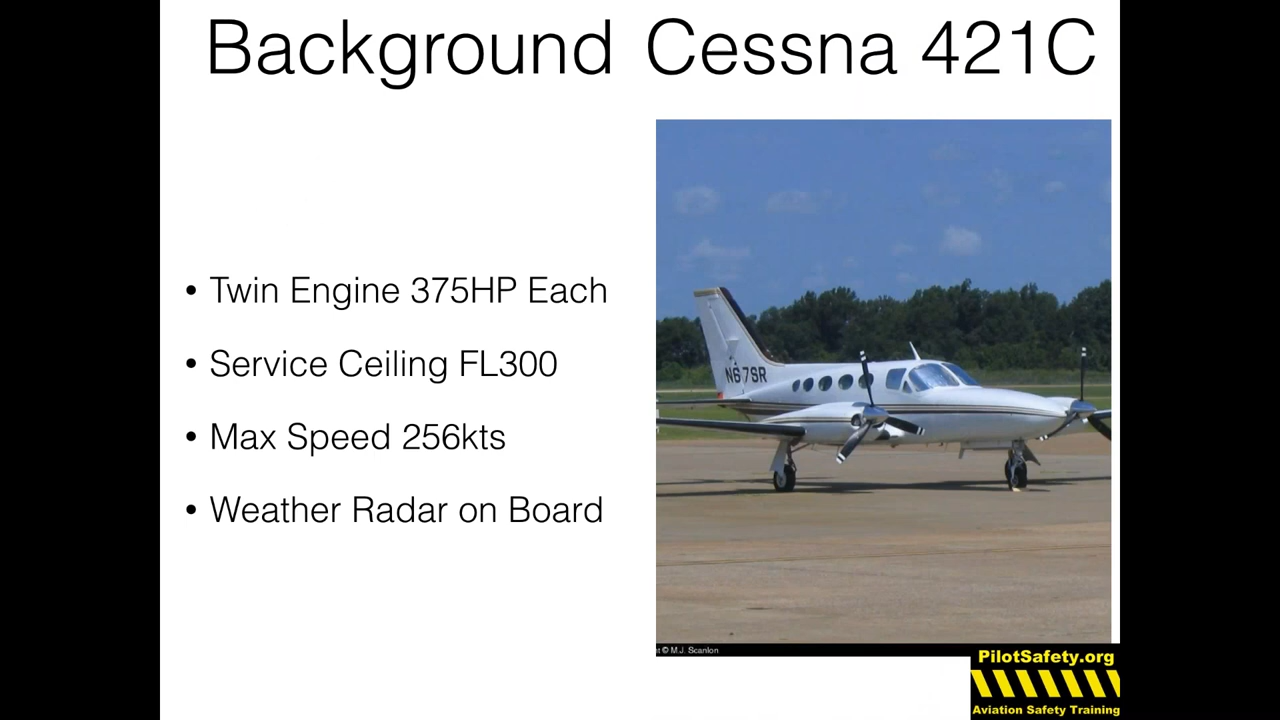 Background Cessna 421C
• Twin Engine 375HP Each
• Service Ceiling FL300
• Max Speed 256kts
• Weather Radar on Board
N67SR
© M.J. Scanlon
PilotSafety.org
Aviation Safety Training